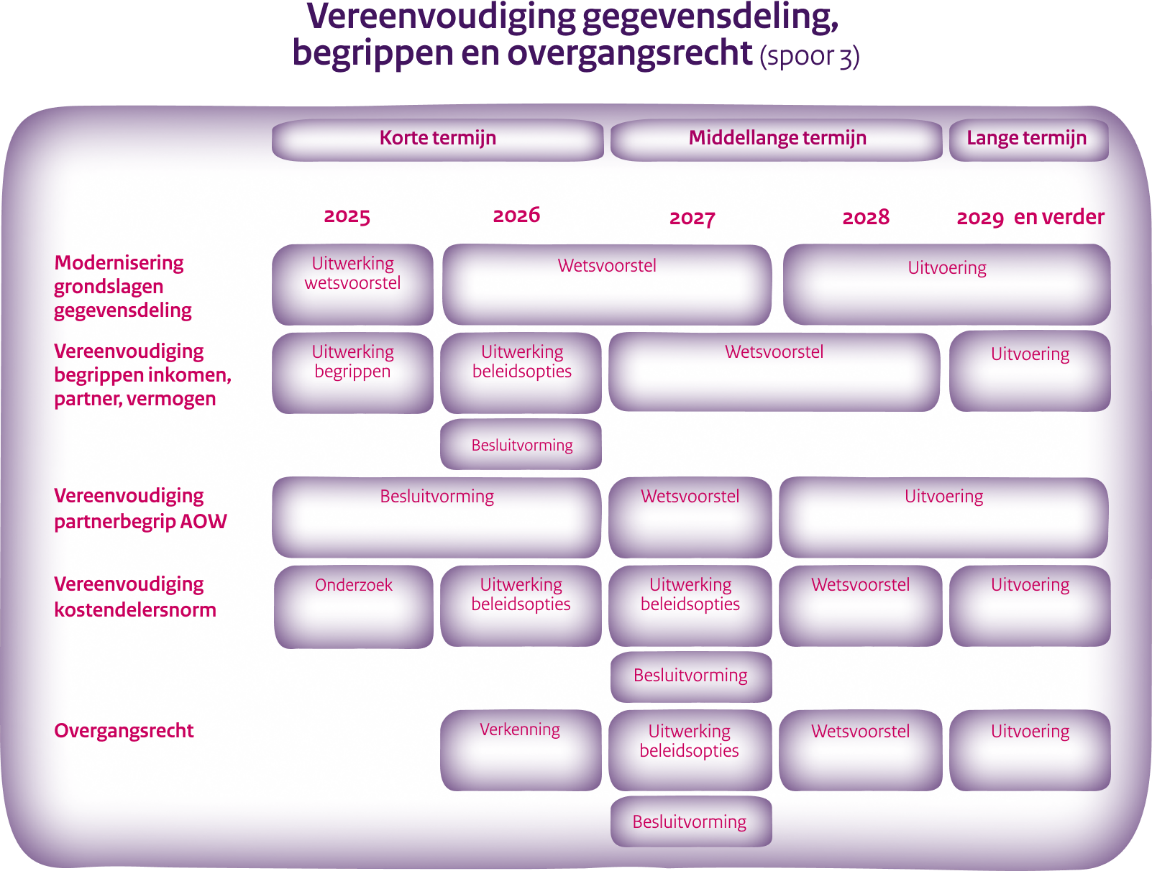 Vereenvoudiging gegevensdeling,
begrippen en overgangsrecht (spoor 3)
Korte termijn
Middellange termijn
Lange termijn
2025
2026
2027
2028
2029 en verder
Modernisering
grondslagen
gegevensdeling
Uitwerking
wetsvoorstel
Wetsvoorstel
Uitvoering
Vereenvoudiging
begrippen inkomen,
partner, vermogen
Uitwerking
begrippen
Uitwerking
beleidsopties
Wetsvoorstel
Uitvoering
Besluitvorming
Vereenvoudiging
partnerbegrip AOW
Besluitvorming
Wetsvoorstel
Uitvoering
Vereenvoudiging
kostendelersnorm
Onderzoek
Uitwerking
beleidsopties
Uitwerking
beleidsopties
Wetsvoorstel
Uitvoering
Besluitvorming
Overgangsrecht
Verkenning
Uitwerking
beleidsopties
Wetsvoorstel
Uitvoering
Besluitvorming